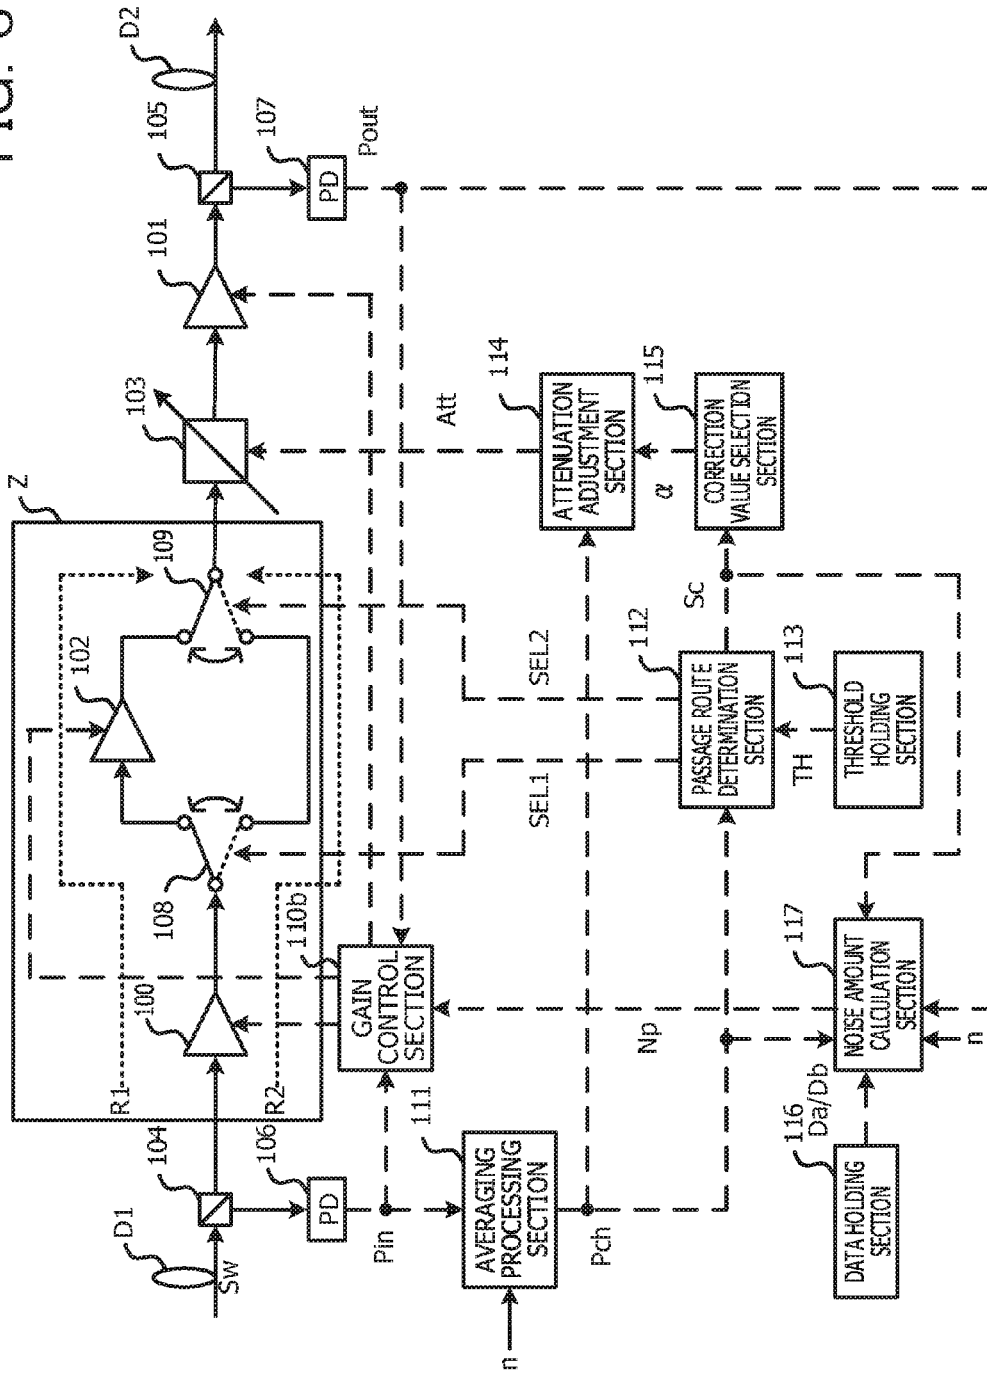 D1
Sw
104
106
PD
Pin
Z
R1
R2
100
108
102
109
110b
GAIN
CONTROL
SECTION
103
101
105
D2
107
PD
Pout
n
111
AVERAGING
PROCESSING
SECTION
Pch
SEL1
SEL2
Att
114
ATTENUATION
ADJUSTMENT
SECTION
α
115
CORRECTION
VALUE SELECTION
SECTION
Sc
112
PASSAGE ROUTE
DETERMINATION
SECTION
TH
113
THRESHOLD
HOLDING
SECTION
Np
117
NOISE AMOUNT
CALCULATION
SECTION
n
116
Da/Db
DATA HOLDING
SECTION